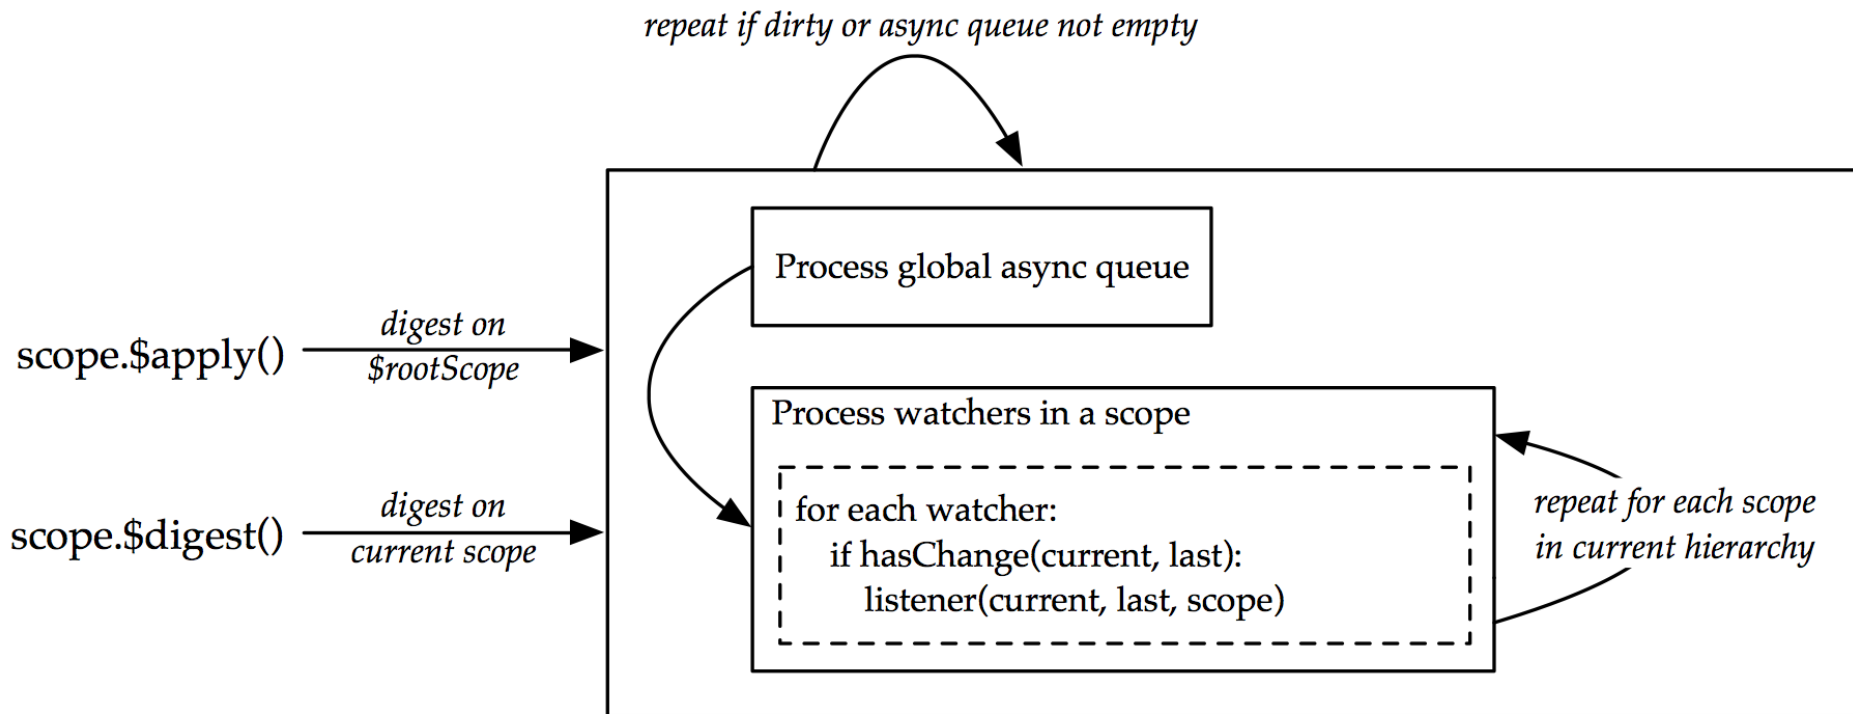 repeat if dirty or async queue not empty
Process global async queue
scope.$apply()
digest on
$rootScope
Process watchers in a scope
scope.$digest()
digest on
current scope
for each watcher:
if hasChange(current, last):
listener(current, last, scope)
repeat for each scope
in current hierarchy